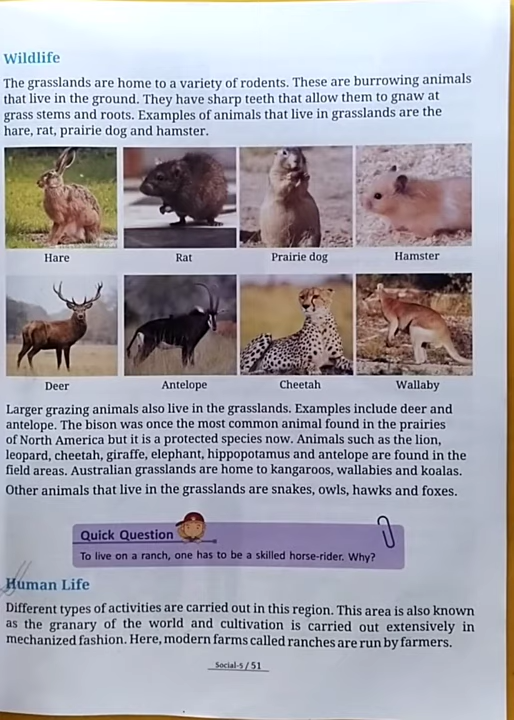 Wildlife
The grasslands are home to a variety of rodents. These are burrowing animals
that live in the ground. They have sharp teeth that allow them to gnaw at
grass stems and roots. Examples of animals that live in grasslands are the
hare, rat, prairie dog and hamster.
Hare Rat Prairie dog Hamster
Deer Antelope Cheetah Wallaby
Larger grazing animals also live in the grasslands. Examples include deer and
antelope. The bison was once the most common animal found in the prairies
of North America but it is a protected species now. Animals such as the lion,
leopard, cheetah, giraffe, elephant, hippopotamus and antelope are found in the
field areas. Australian grasslands are home to kangaroos, wallabies and koalas.
Other animals that live in the grasslands are snakes, owls, hawks and foxes.
Quick Question
To live on a ranch, one has to be a skilled horse-rider. Why?
Human Life
Different types of activities are carried out in this region. This area is also known
as the granary of the world and cultivation is carried out extensively in
mechanized fashion. Here, modern farms called ranches are run by farmers.
Social-5 / 51